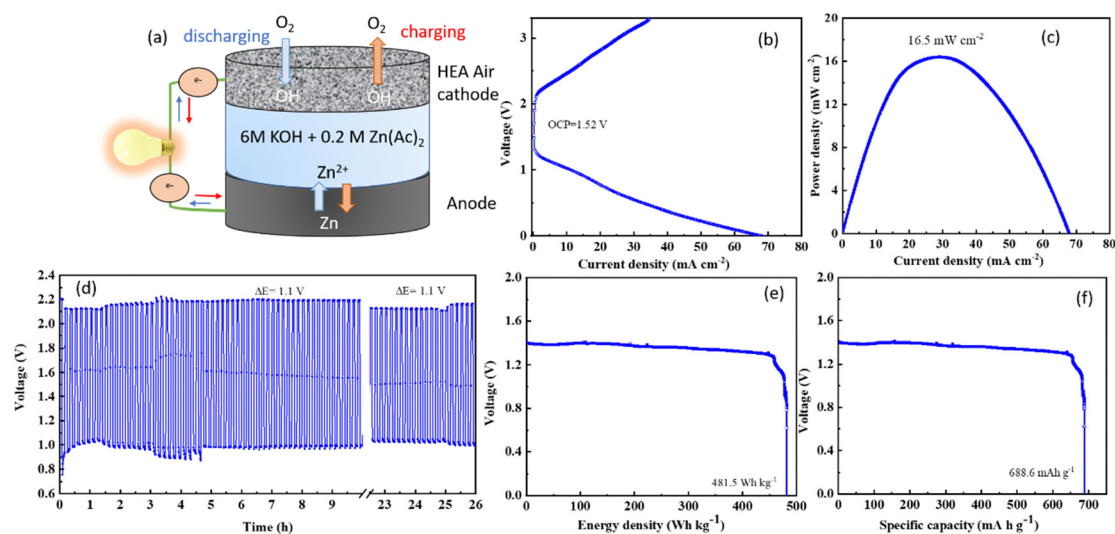 (a)
O₂
O₂
discharging
charging
e-
OH
OH
HEA Air
cathode
6M KOH + 0.2 M Zn(Ac)₂
Zn²⁺
e-
Anode
Zn
(b)
3
2
1
0
Voltage (V)
OCP=1.52 V
0 10 20 30 40 50 60 70 80
Current density (mA cm⁻²)
(c)
20
16
12
8
4
0
Power density (mW cm⁻²)
16.5 mW cm⁻²
0 10 20 30 40 50 60 70 80
Current density (mA cm⁻²)
(d)
2.4
2.2
2.0
1.8
1.6
1.4
1.2
1.0
0.8
0.6
Voltage (V)
ΔE= 1.1 V
ΔE= 1.1 V
0 1 2 3 4 5 6 7 8 9 23 24 25 26
Time (h)
(e)
2.0
1.6
1.2
0.8
0.4
0.0
Voltage (V)
481.5 Wh kg⁻¹
0 100 200 300 400 500
Energy density (Wh kg⁻¹)
(f)
2.0
1.6
1.2
0.8
0.4
0.0
Voltage (V)
688.6 mAh g⁻¹
0 100 200 300 400 500 600 700
Specific capacity (mA h g⁻¹)